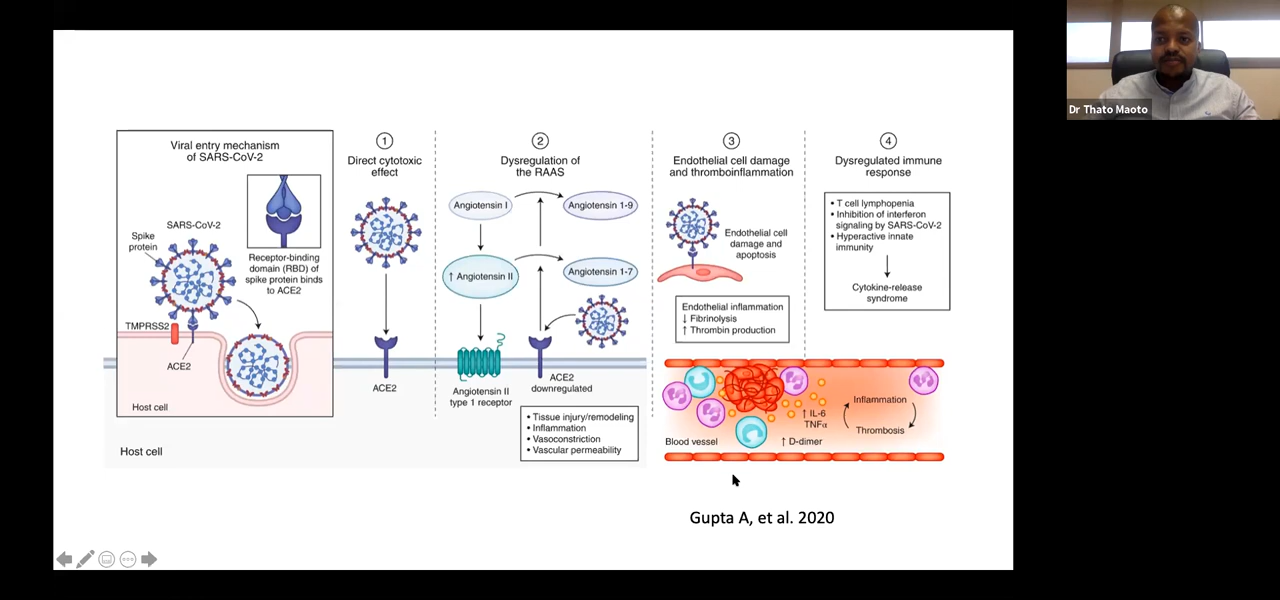 Viral entry mechanism
of SARS-CoV-2
SARS-CoV-2
Spike
protein
Receptor-binding
domain (RBD) of
spike protein binds
to ACE2
TMPRSS2
ACE2
Host cell
Host cell
1
Direct cytotoxic
effect
ACE2
2
Dysregulation of
the RAAS
Angiotensin I
Angiotensin 1-9
↑ Angiotensin II
Angiotensin 1-7
Angiotensin II
type 1 receptor
ACE2
downregulated
• Tissue injury/remodeling
• Inflammation
• Vasoconstriction
• Vascular permeability
3
Endothelial cell damage
and thromboinflammation
Endothelial cell
damage and
apoptosis
Endothelial inflammation
↓ Fibrinolysis
↑ Thrombin production
4
Dysregulated immune
response
• T cell lymphopenia
• Inhibition of interferon
signaling by SARS-CoV-2
• Hyperactive innate
immunity
Cytokine-release
syndrome
↑ IL-6
TNFα
↑ D-dimer
Blood vessel
Inflammation
Thrombosis
Gupta A, et al. 2020
Dr Thato Maoto